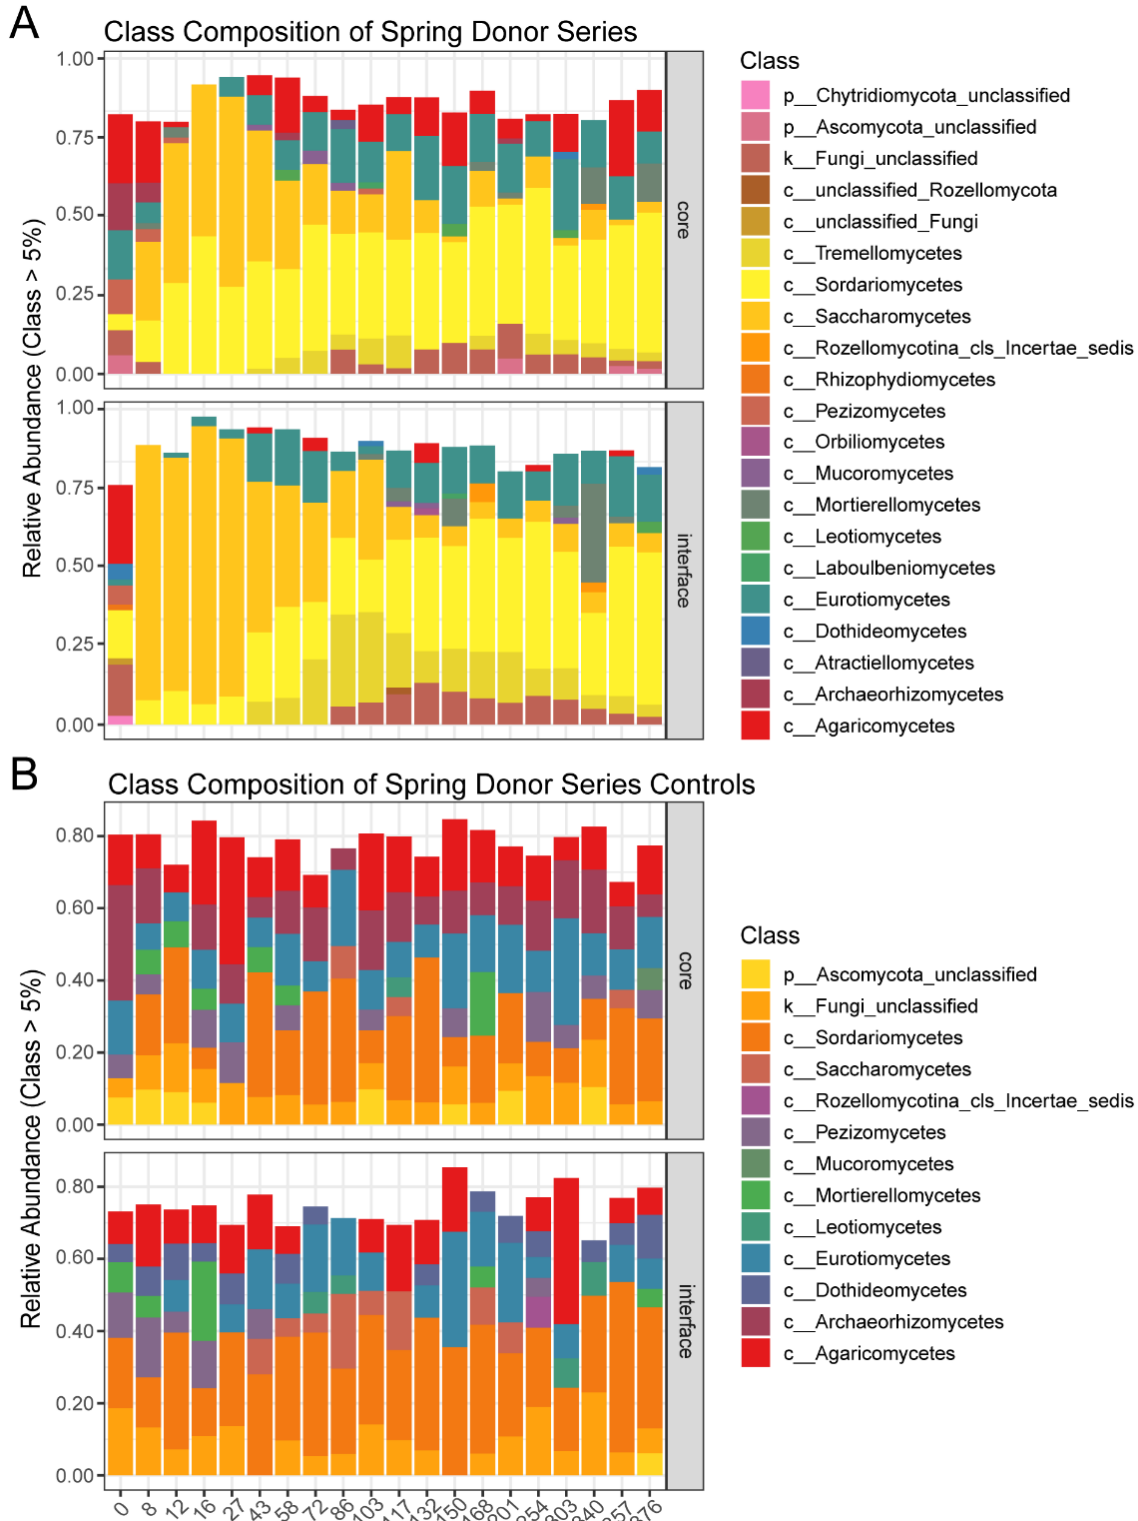 A
Class Composition of Spring Donor Series
Relative Abundance (Class > 5%)
1.00
0.75
0.50
0.25
0.00
core
1.00
0.75
0.50
0.25
0.00
interface
Class
p__Chytridiomycota_unclassified
p__Ascomycota_unclassified
k__Fungi_unclassified
c__unclassified_Rozellomycota
c__unclassified_Fungi
c__Tremellomycetes
c__Sordariomycetes
c__Saccharomycetes
c__Rozellomycotina_cls_Incertae_sedis
c__Rhizophydiomycetes
c__Pezizomycetes
c__Orbiliomycetes
c__Mucoromycetes
c__Mortierellomycetes
c__Leotiomycetes
c__Laboulbeniomycetes
c__Eurotiomycetes
c__Dothideomycetes
c__Atractiellomycetes
c__Archaeorhizomycetes
c__Agaricomycetes
B
Class Composition of Spring Donor Series Controls
Relative Abundance (Class > 5%)
0.80
0.60
0.40
0.20
0.00
core
0.80
0.60
0.40
0.20
0.00
interface
0 8 12 16 27 43 58 72 86 103 117 132 150 168 201 254 303 340 357 376
Class
p__Ascomycota_unclassified
k__Fungi_unclassified
c__Sordariomycetes
c__Saccharomycetes
c__Rozellomycotina_cls_Incertae_sedis
c__Pezizomycetes
c__Mucoromycetes
c__Mortierellomycetes
c__Leotiomycetes
c__Eurotiomycetes
c__Dothideomycetes
c__Archaeorhizomycetes
c__Agaricomycetes